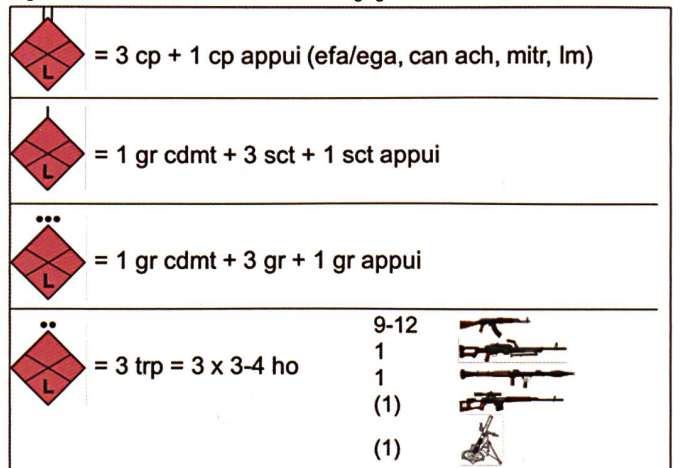 L = 3 cp + 1 cp appui (efa/ega, can ach, mitr, lm)
L = 1 gr cdmt + 3 sct + 1 sct appui
L = 1 gr cdmt + 3 gr + 1 gr appui
L = 3 trp = 3 x 3-4 ho
9-12
1
1
(1)
(1)